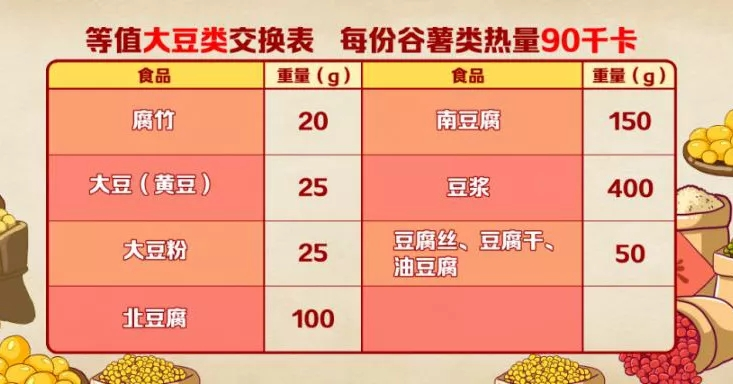 等值大豆类交换表 每份谷薯类热量90千卡
食品 重量（g） 食品 重量（g）
腐竹 20 南豆腐 150
大豆（黄豆） 25 豆浆 400
大豆粉 25 豆腐丝、豆腐干、
油豆腐 50
北豆腐 100